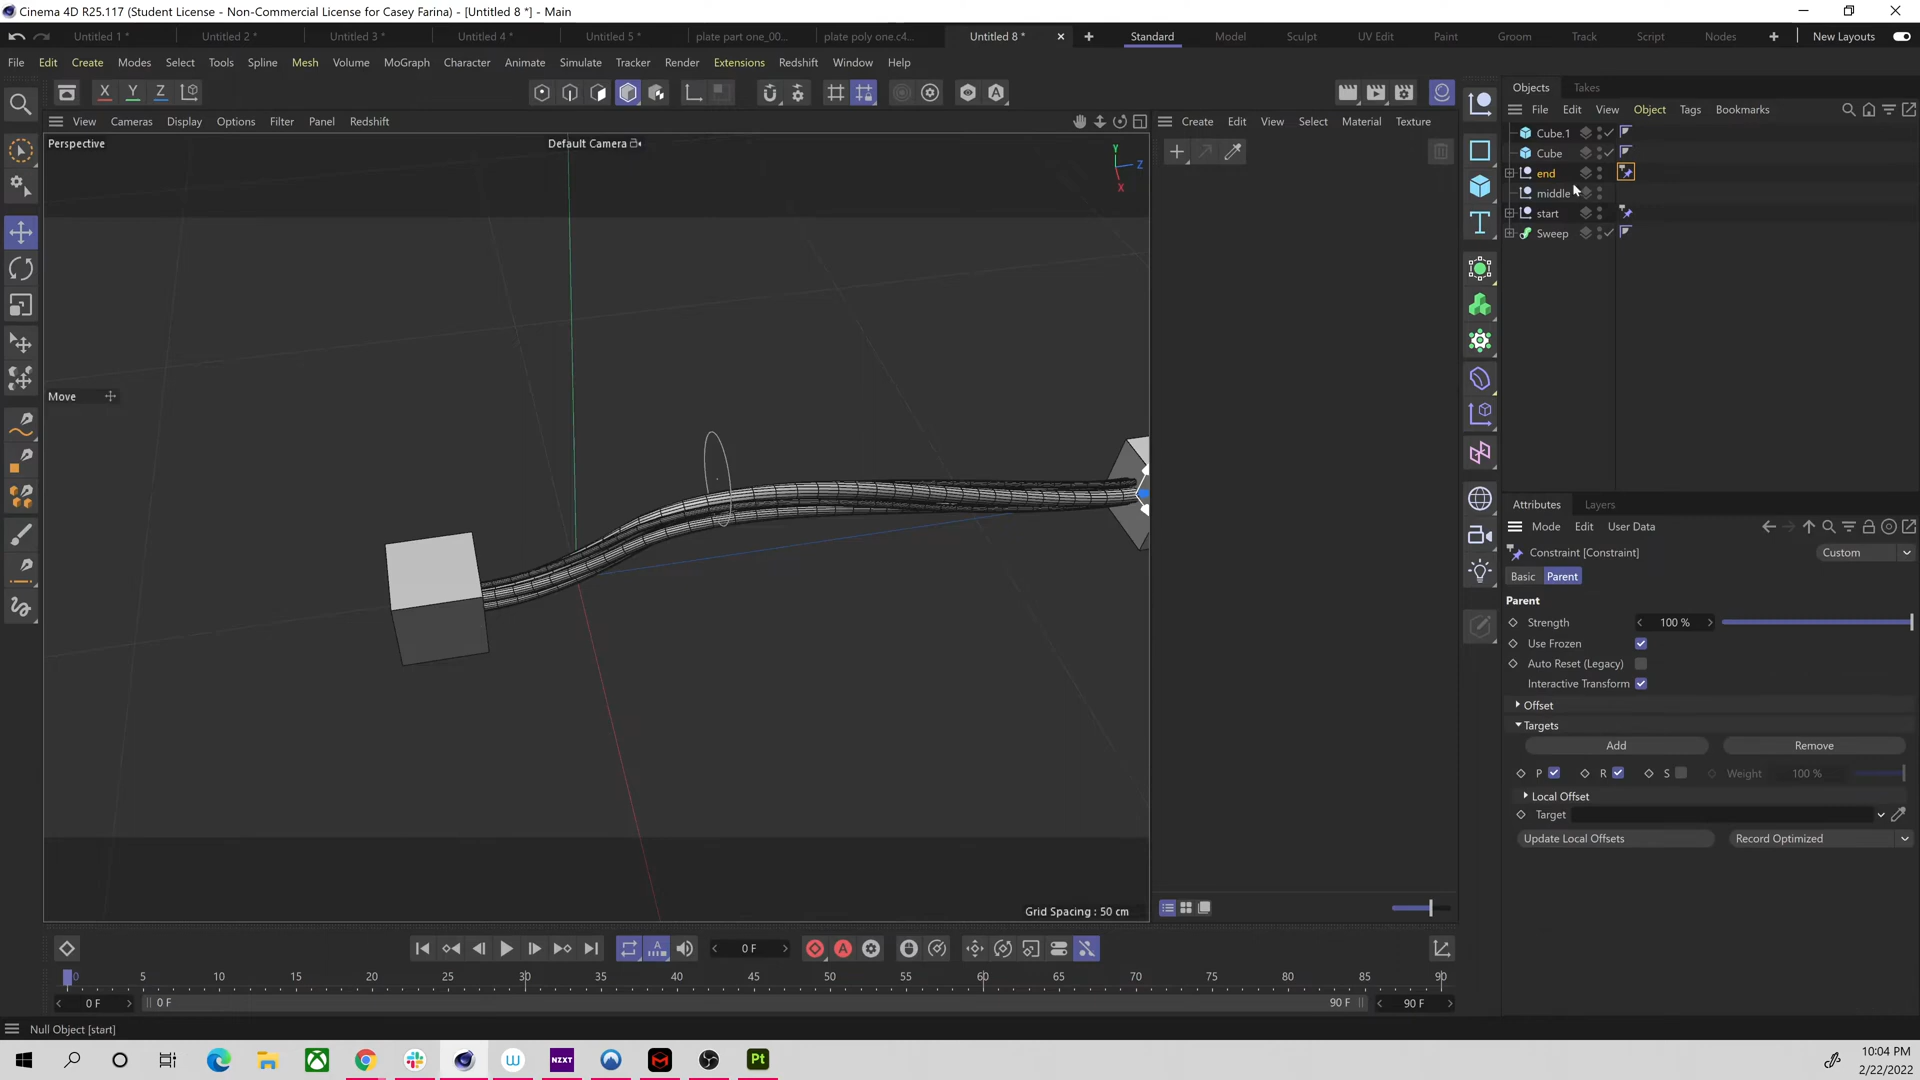 Cinema 4D R25.117 (Student License - Non-Commercial License for Casey Farina) - [Untitled 8 *] - Main
Untitled 1 * Untitled 2 * Untitled 3 * Untitled 4 * Untitled 5 * plate part one_00... plate poly one.c4... Untitled 8 * Standard Model Sculpt UV Edit Paint Groom Track Script Nodes New Layouts
File Edit Create Modes Select Tools Spline Mesh Volume MoGraph Character Animate Simulate Tracker Render Extensions Redshift Window Help
X Y Z
Objects Takes
File Edit View Object Tags Bookmarks
View Cameras Display Options Filter Panel Redshift
Create Edit View Select Material Texture
Perspective
Default Camera
Y
Z
X
Cube.1
Cube
end
middle
start
Sweep
Move
Attributes Layers
Mode Edit User Data
Constraint [Constraint]
Custom
Basic Parent
Parent
Strength 100 %
Use Frozen
Auto Reset (Legacy)
Interactive Transform
Offset
Targets
Add Remove
P R S Weight 100 %
Local Offset
Target
Update Local Offsets Record Optimized
Grid Spacing : 50 cm
0 F
0 5 10 15 20 25 30 35 40 45 50 55 60 65 70 75 80 85 90
0 F 0 F 90 F 90 F
Null Object [start]
NZXT
Pt
10:04 PM
2/22/2022